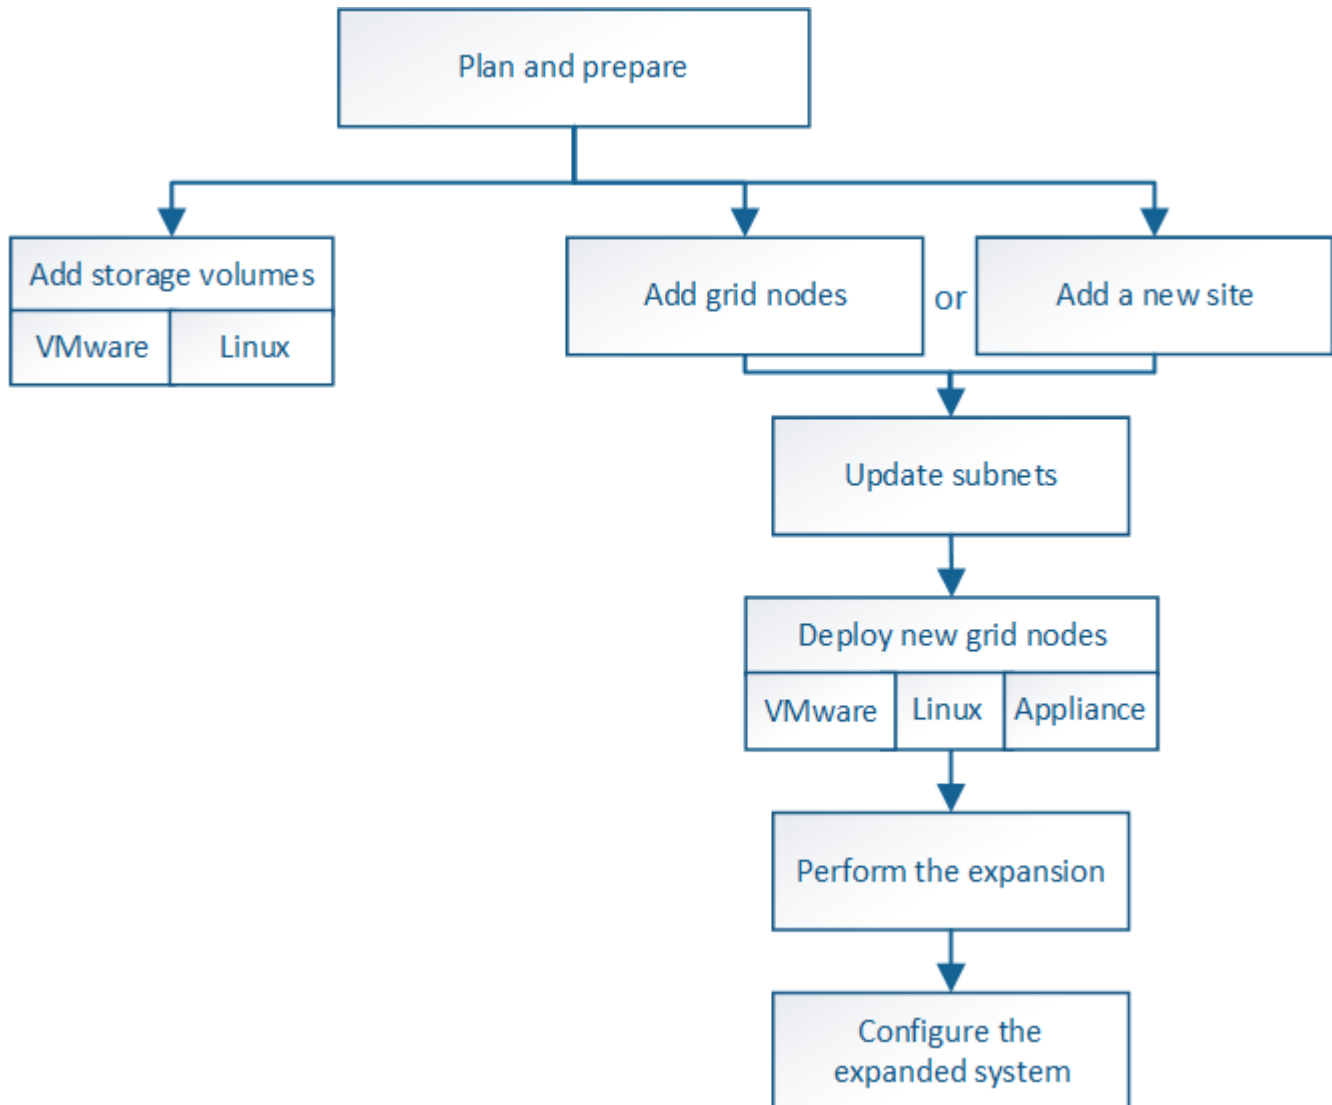 Plan and prepare
Add storage volumes
VMware
Linux
Add grid nodes
or
Add a new site
Update subnets
Deploy new grid nodes
VMware
Linux
Appliance
Perform the expansion
Configure the
expanded system